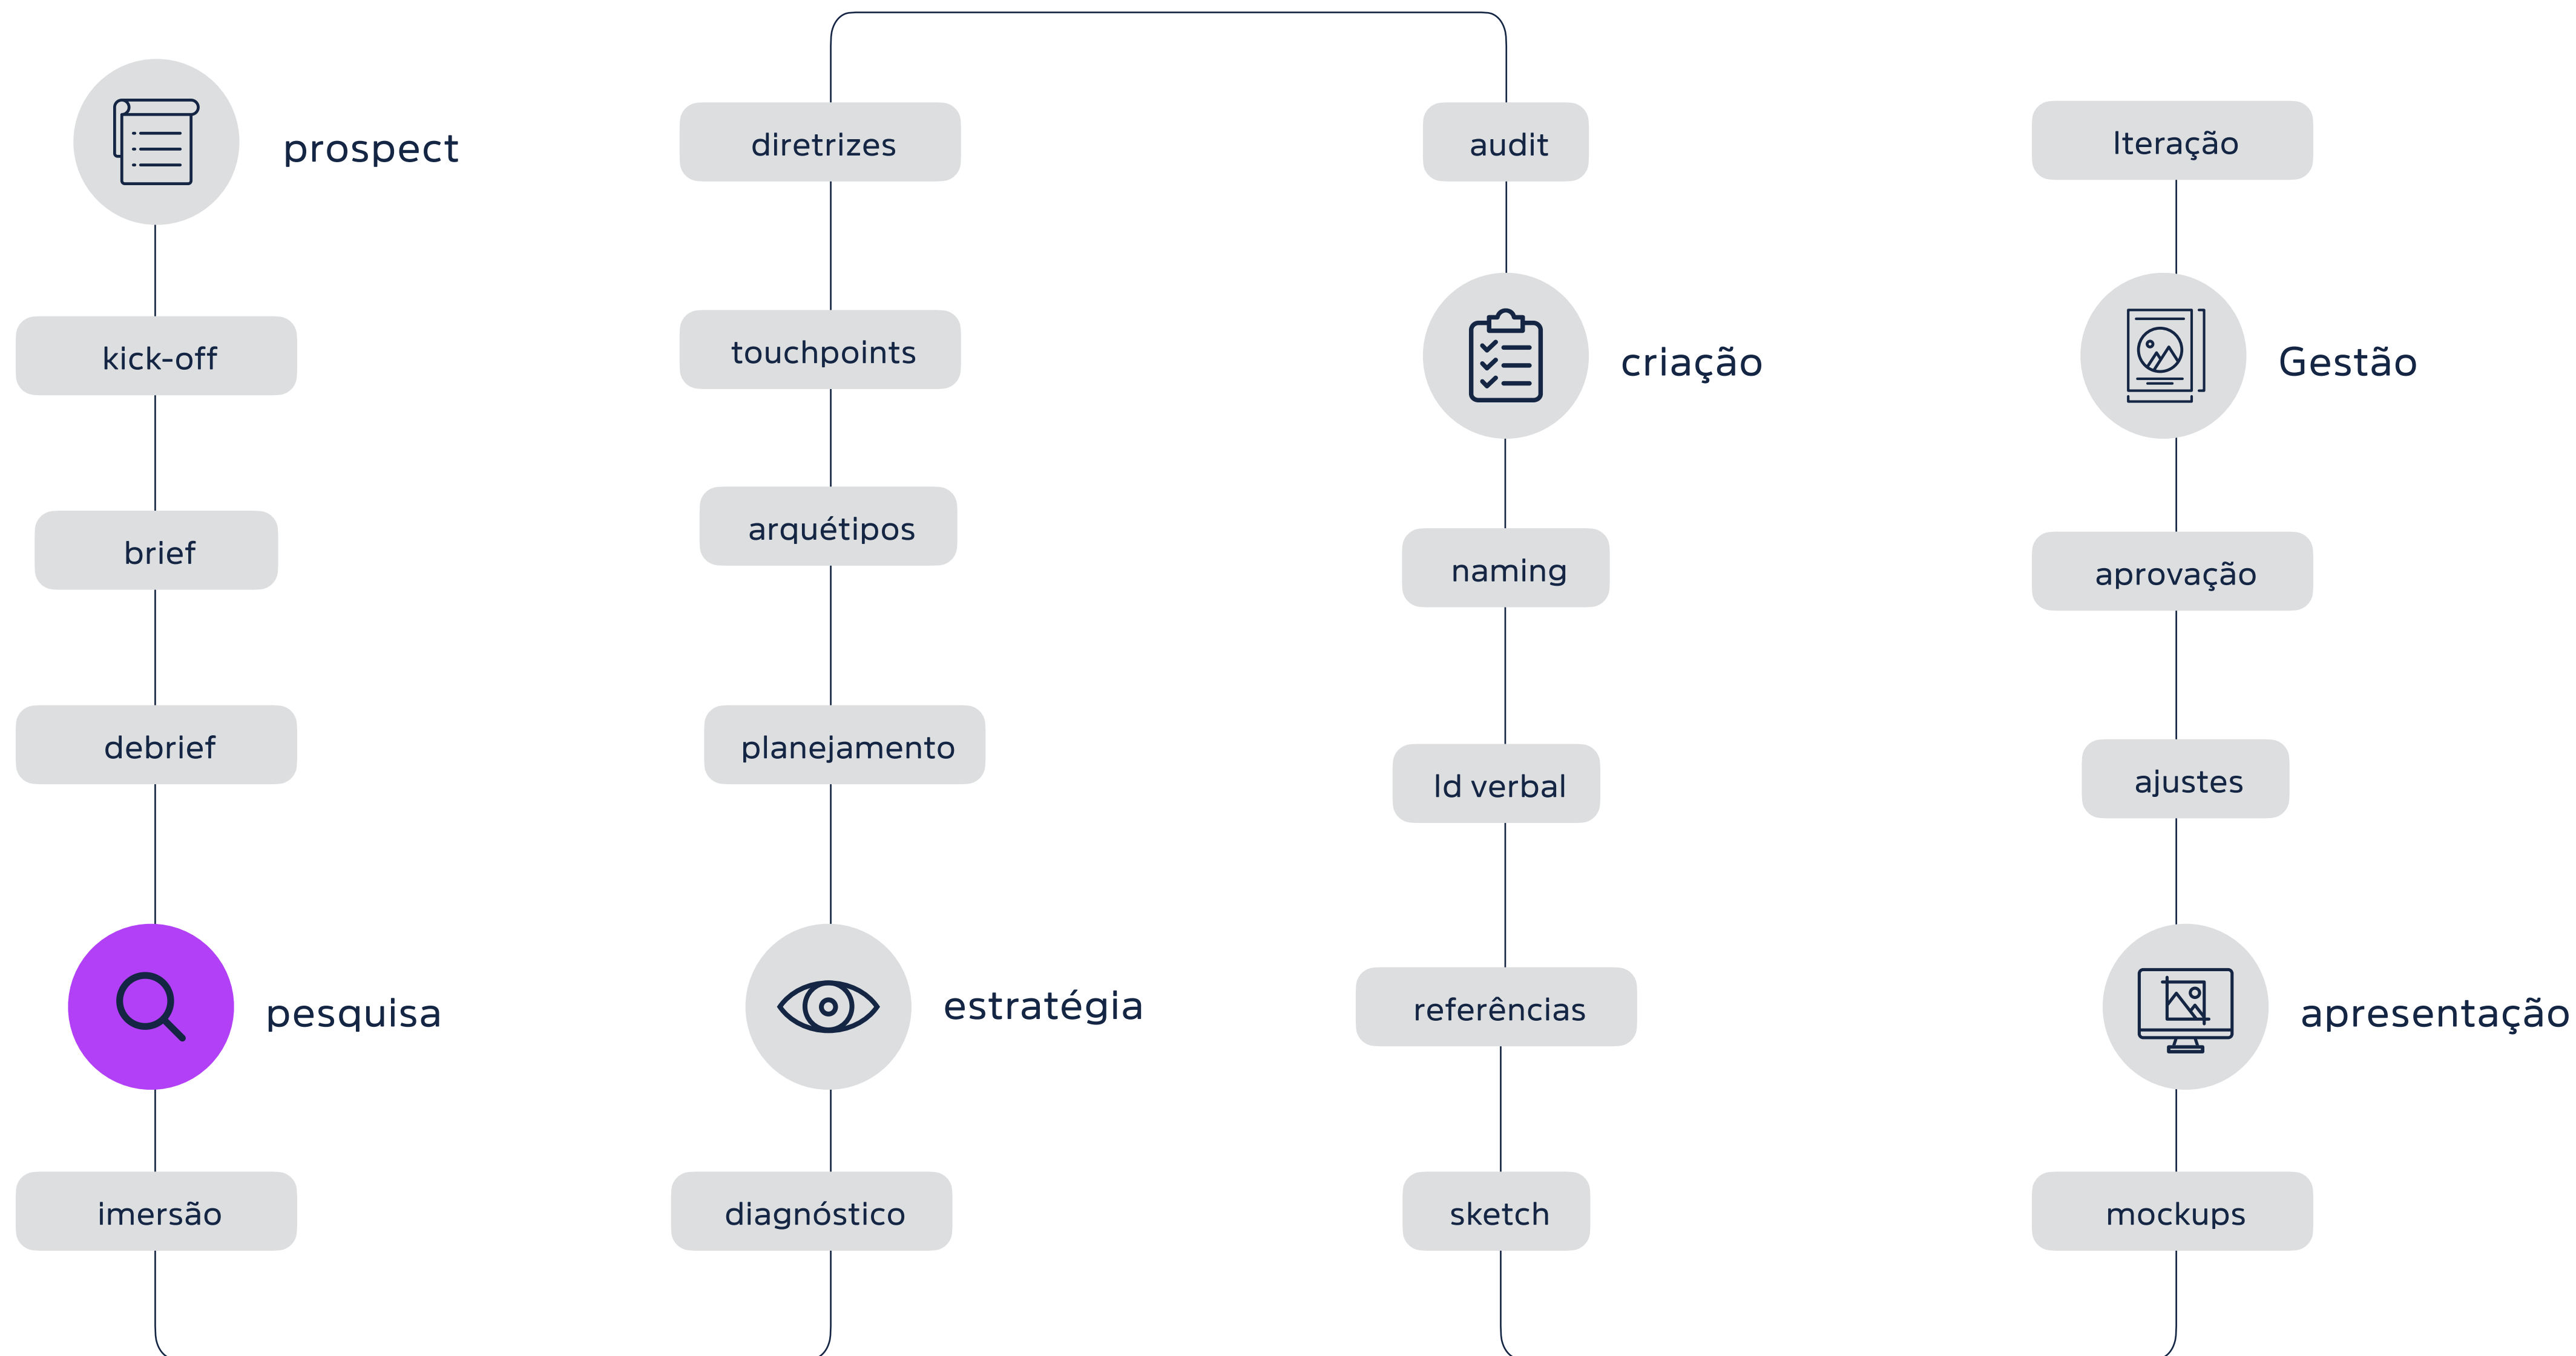 prospect
kick-off
brief
debrief
pesquisa
imersão
diretrizes
touchpoints
arquétipos
planejamento
estratégia
diagnóstico
audit
criação
naming
Id verbal
referências
sketch
Iteração
Gestão
aprovação
ajustes
apresentação
mockups